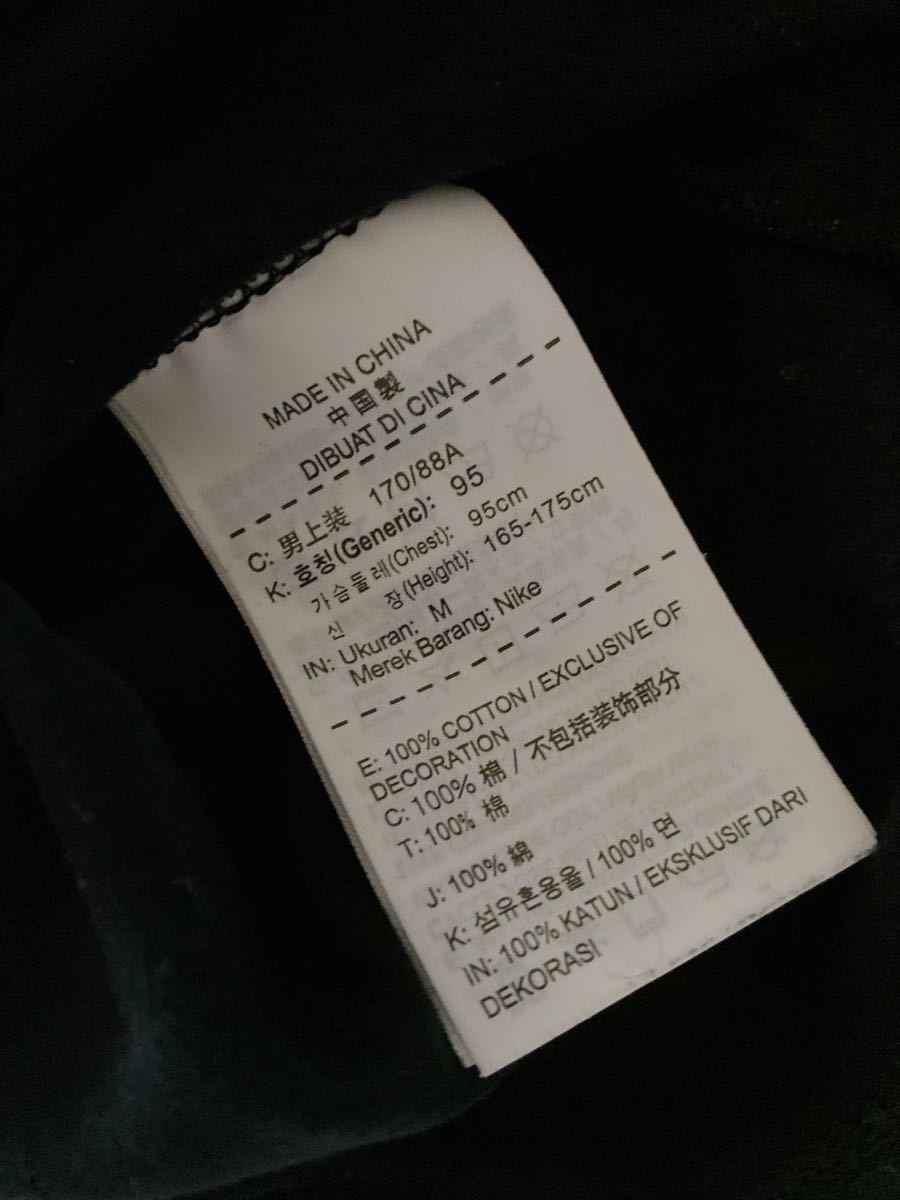 MADE IN CHINA
中国製
DIBUAT DI CINA
C: 男上装 170/88A
K: 호칭(Generic): 95
가슴둘레(Chest): 95cm
신 장(Height): 165-175cm
IN: Ukuran: M
Merek Barang: Nike
E: 100% COTTON / EXCLUSIVE OF
DECORATION
C: 100% 棉 / 不包括装饰部分
T: 100% 棉
J: 100% 綿
K: 섬유혼용율 / 100% 면
IN: 100% KATUN / EKSKLUSIF DARI
DEKORASI